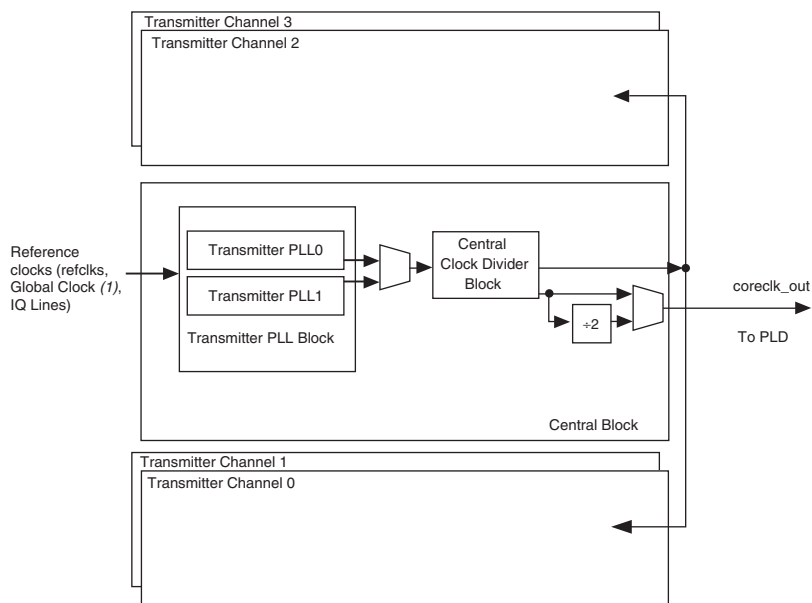 Transmitter Channel 3
Transmitter Channel 2
Reference
clocks (refclks,
Global Clock (1),
IQ Lines)
Transmitter PLL0
Transmitter PLL1
Transmitter PLL Block
Central
Clock Divider
Block
÷2
coreclk_out
To PLD
Central Block
Transmitter Channel 1
Transmitter Channel 0